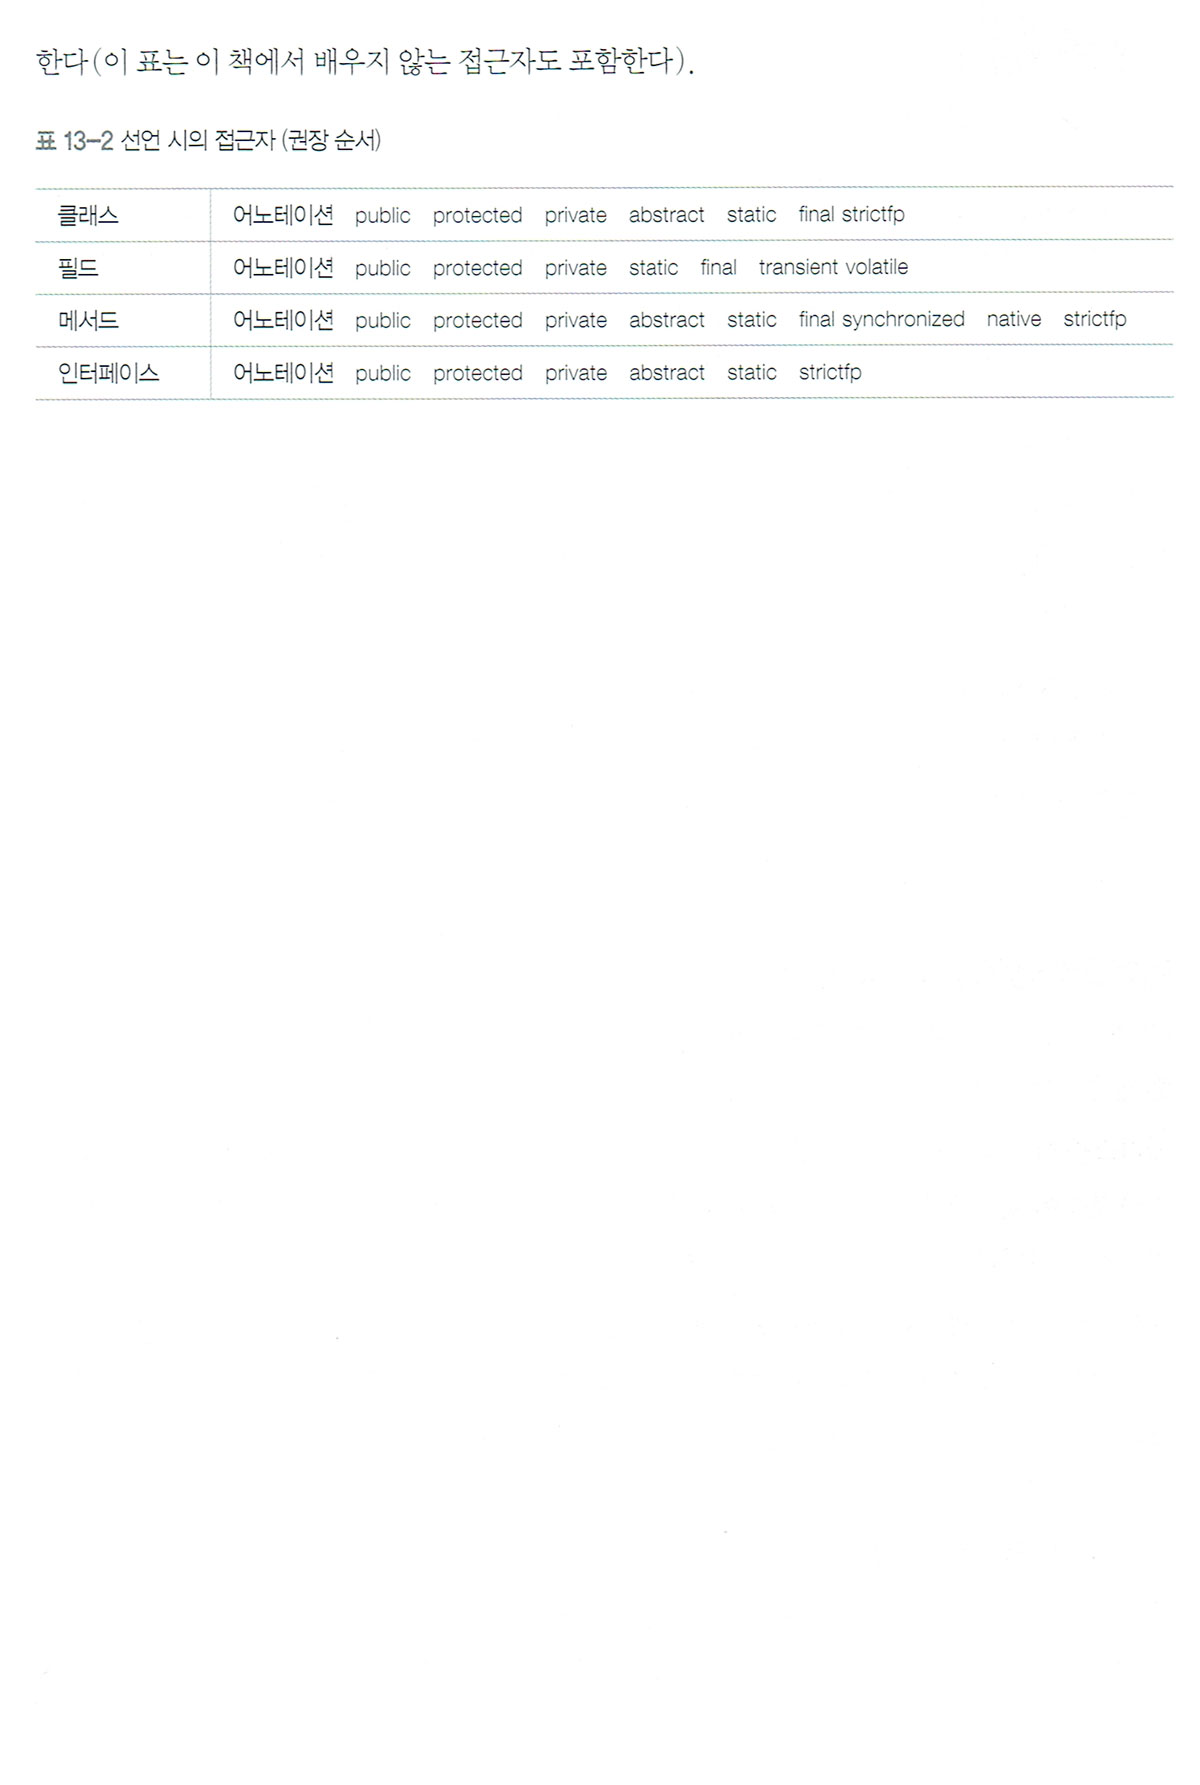 한다(이 표는 이 책에서 배우지 않는 접근자도 포함한다).
표 13-2 선언 시의 접근자 (권장 순서)
클래스 어노테이션 public protected private abstract static final strictfp
필드 어노테이션 public protected private static final transient volatile
메서드 어노테이션 public protected private abstract static final synchronized native strictfp
인터페이스 어노테이션 public protected private abstract static strictfp